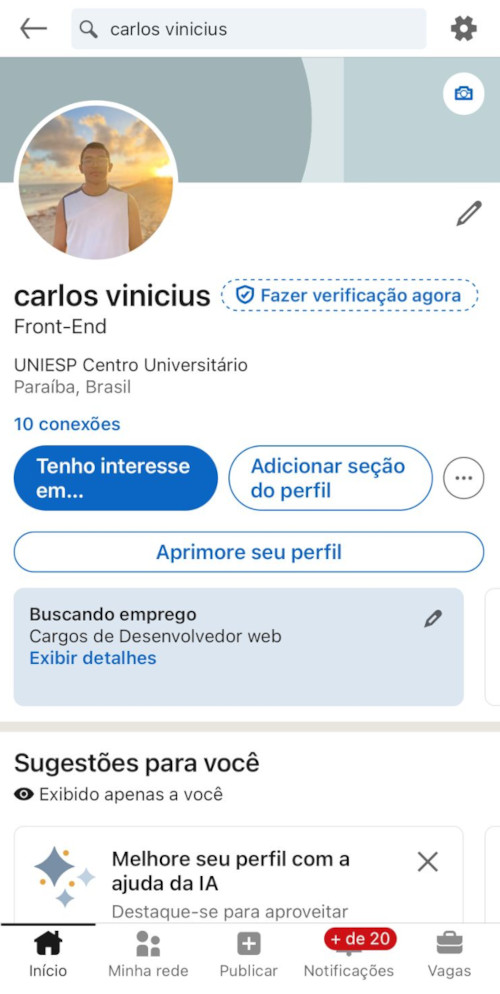 carlos vinicius
carlos vinicius
Fazer verificação agora
Front-End
UNIESP Centro Universitário
Paraíba, Brasil
10 conexões
Tenho interesse
em...
Adicionar seção
do perfil
Aprimore seu perfil
Buscando emprego
Cargos de Desenvolvedor web
Exibir detalhes
Sugestões para você
Exibido apenas a você
Melhore seu perfil com a
ajuda da IA
Destaque-se para aproveitar
+ de 20
Início
Minha rede
Publicar
Notificações
Vagas